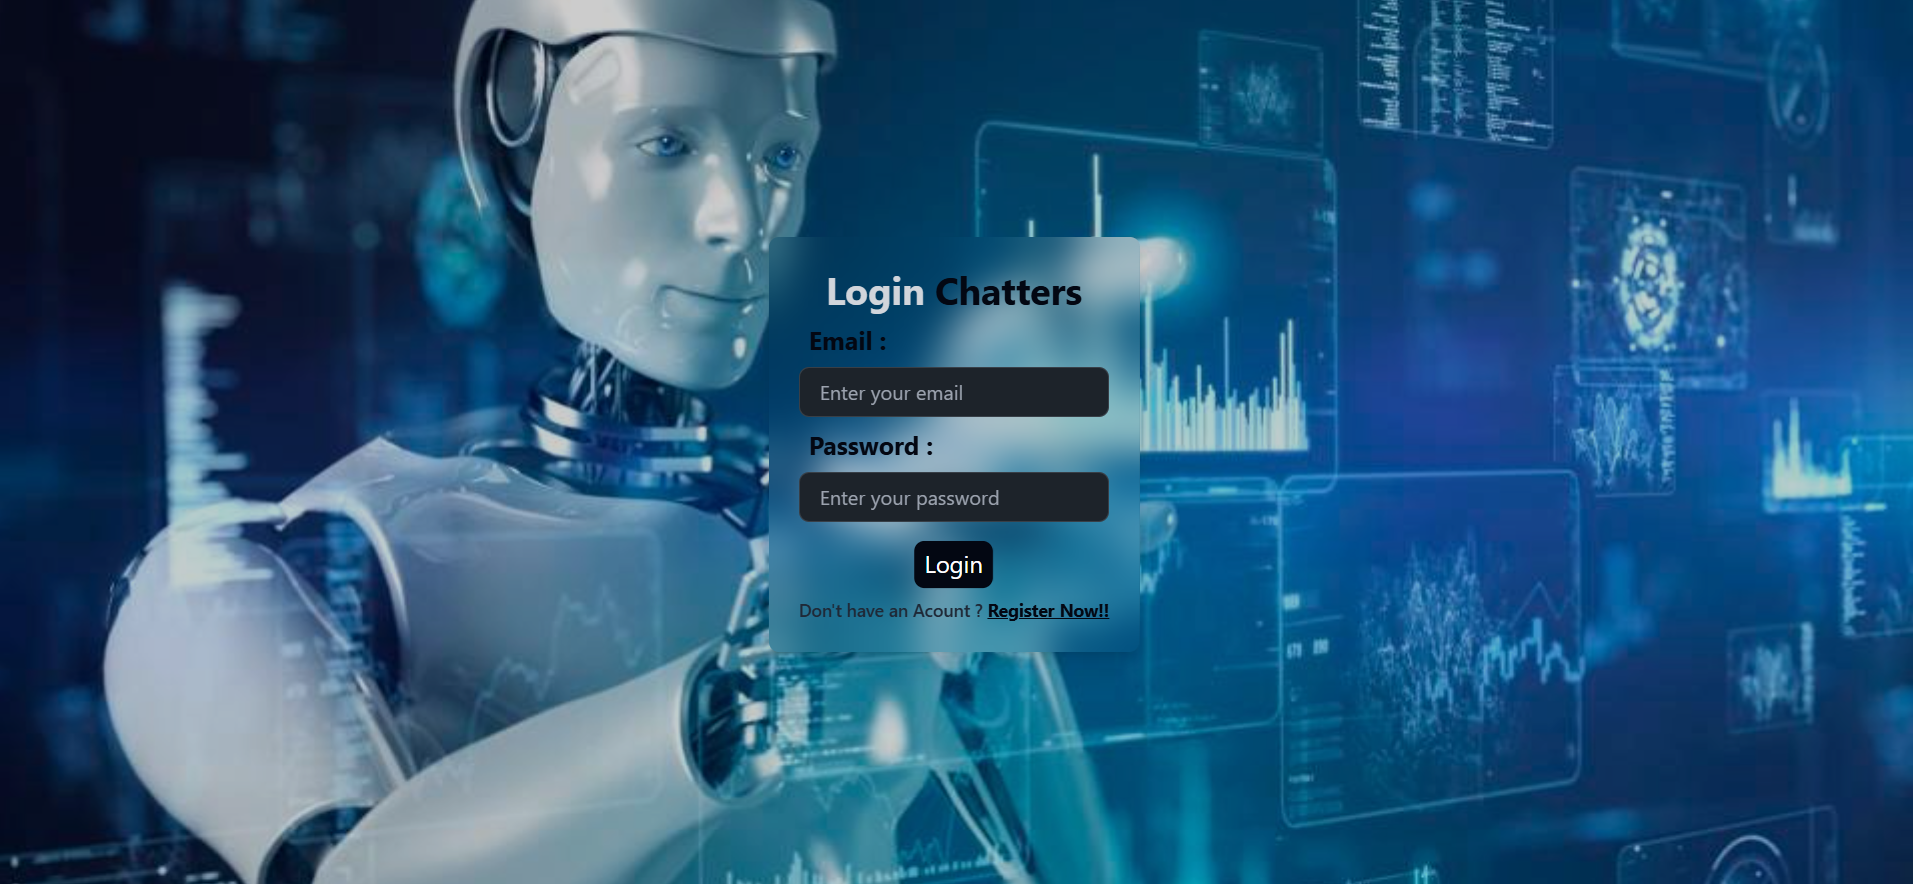 Login Chatters
Email :
Enter your email
Password :
Enter your password
Login
Don't have an Acount ? Register Now!!